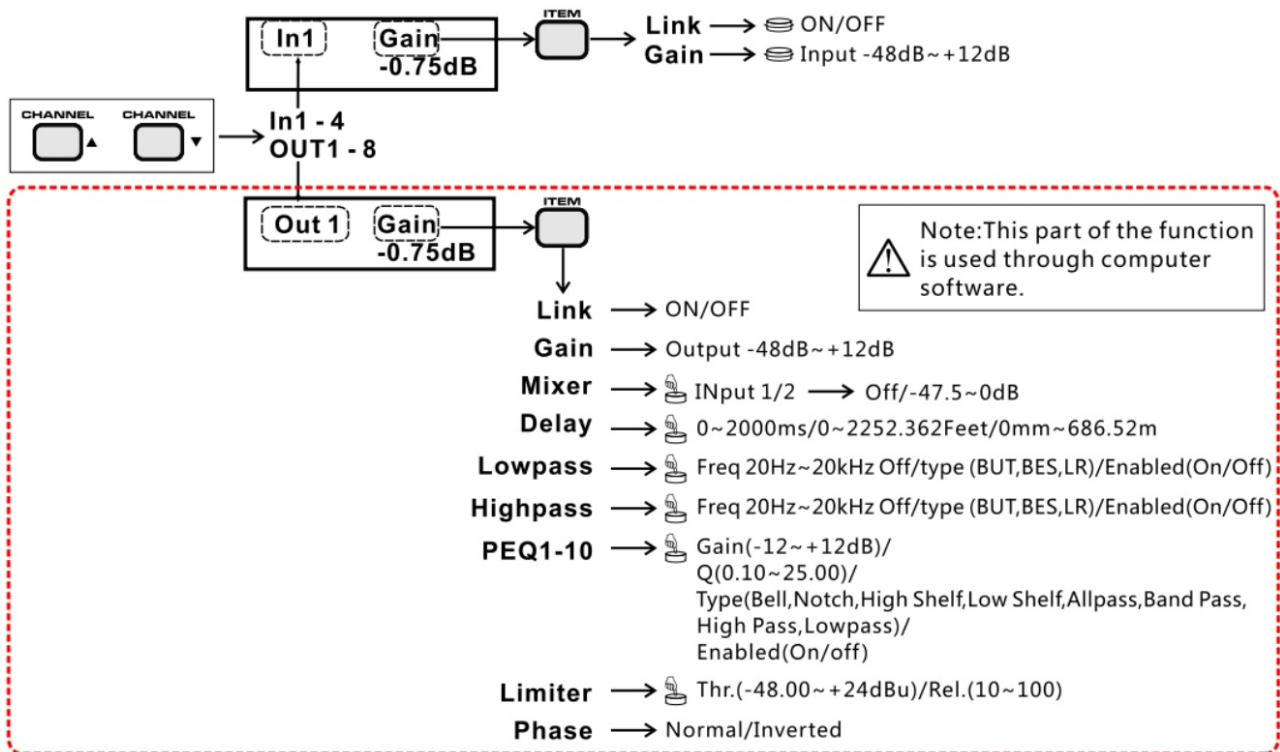 ITEM
In1 Gain
-0.75dB
Link ON/OFF
Gain Input -48dB~+12dB
CHANNEL CHANNEL
In1 - 4
OUT1 - 8
ITEM
Out 1 Gain
-0.75dB
Note:This part of the function
is used through computer
software.
Link ON/OFF
Gain Output -48dB~+12dB
Mixer INput 1/2 Off/-47.5~0dB
Delay 0~2000ms/0~2252.362Feet/0mm~686.52m
Lowpass Freq 20Hz~20kHz Off/type (BUT,BES,LR)/Enabled(On/Off)
Highpass Freq 20Hz~20kHz Off/type (BUT,BES,LR)/Enabled(On/Off)
PEQ1-10 Gain(-12~+12dB)/
Q(0.10~25.00)/
Type(Bell,Notch,High Shelf,Low Shelf,Allpass,Band Pass,
High Pass,Lowpass)/
Enabled(On/off)
Limiter Thr.(-48.00~+24dBu)/Rel.(10~100)
Phase Normal/Inverted